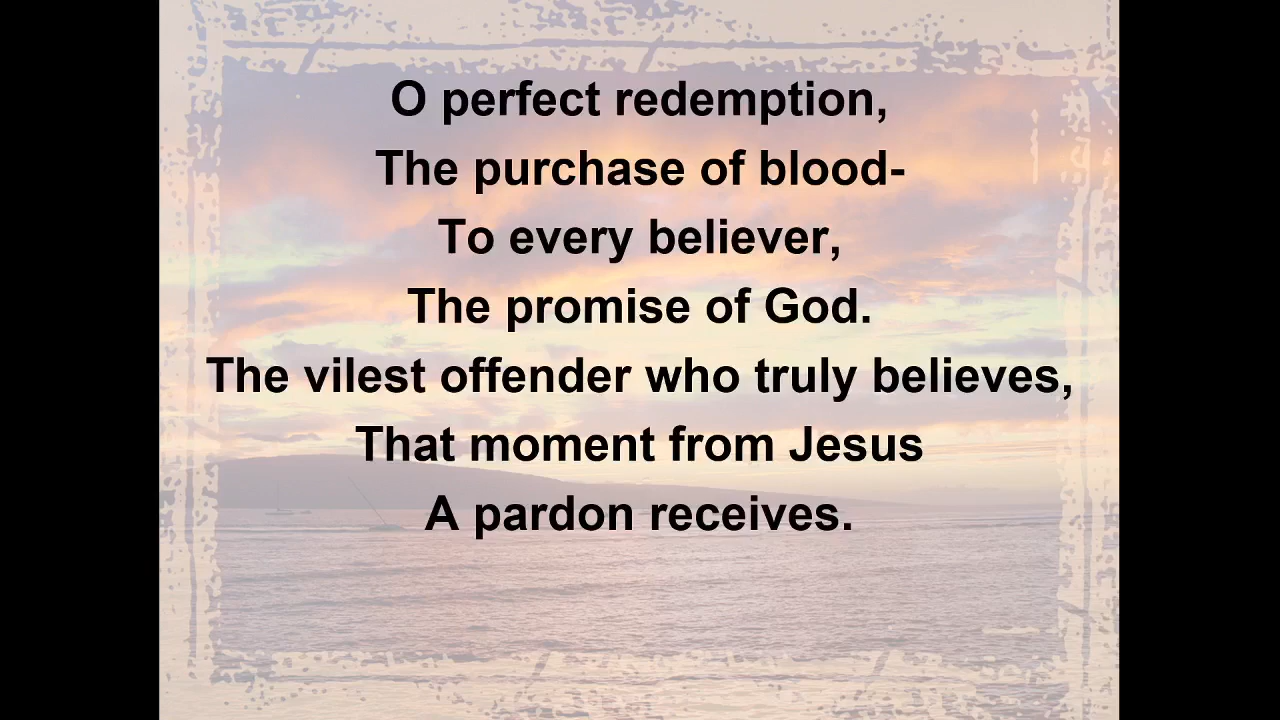 O perfect redemption,
The purchase of blood-
To every believer,
The promise of God.
The vilest offender who truly believes,
That moment from Jesus
A pardon receives.